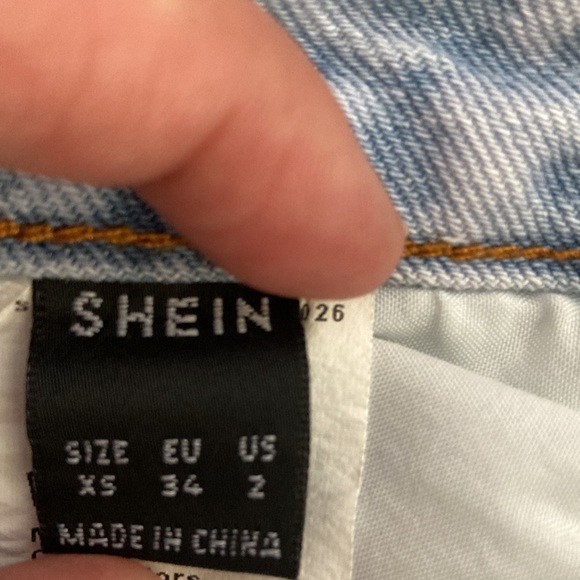 SHEIN
026
SIZE EU US
XS 34 2
MADE IN CHINA